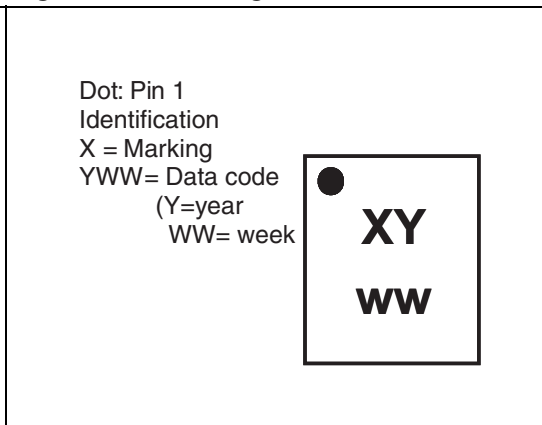 Dot: Pin 1
Identification
X = Marking
YWW= Data code
(Y=year
WW= week
XY
ww